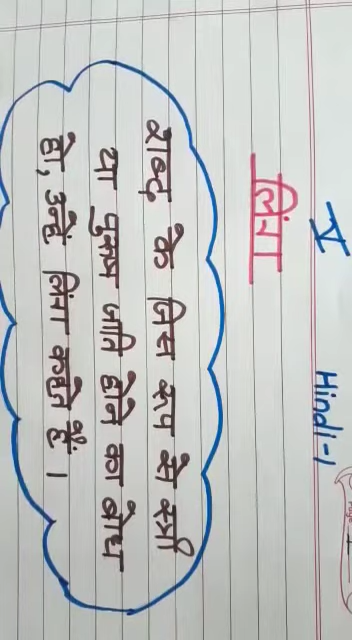 V Hindi-1
लिंग
शब्द के जिस रूप से स्त्री
या पुरूष जाति होने का बोध
हो, उन्हें लिंग कहते हैं ।